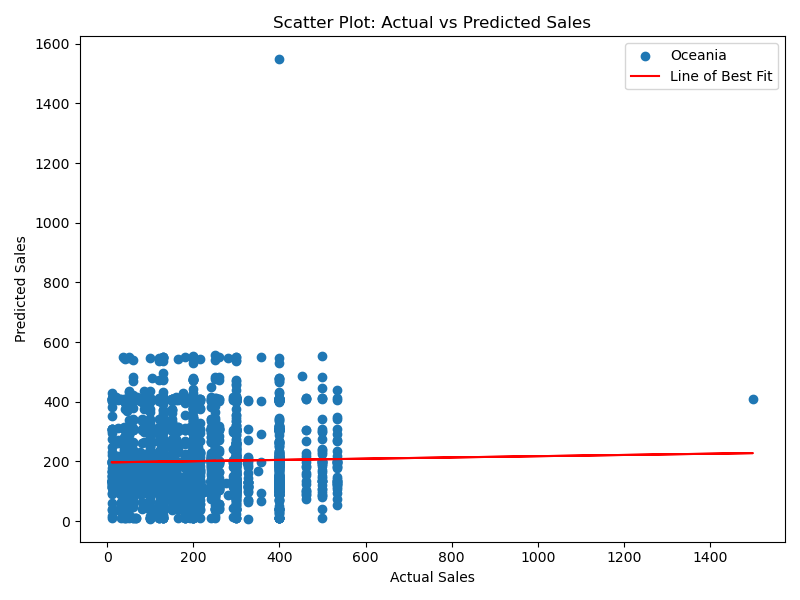 Scatter Plot: Actual vs Predicted Sales
Oceania
Line of Best Fit
Predicted Sales
1600
1400
1200
1000
800
600
400
200
0
0 200 400 600 800 1000 1200 1400
Actual Sales